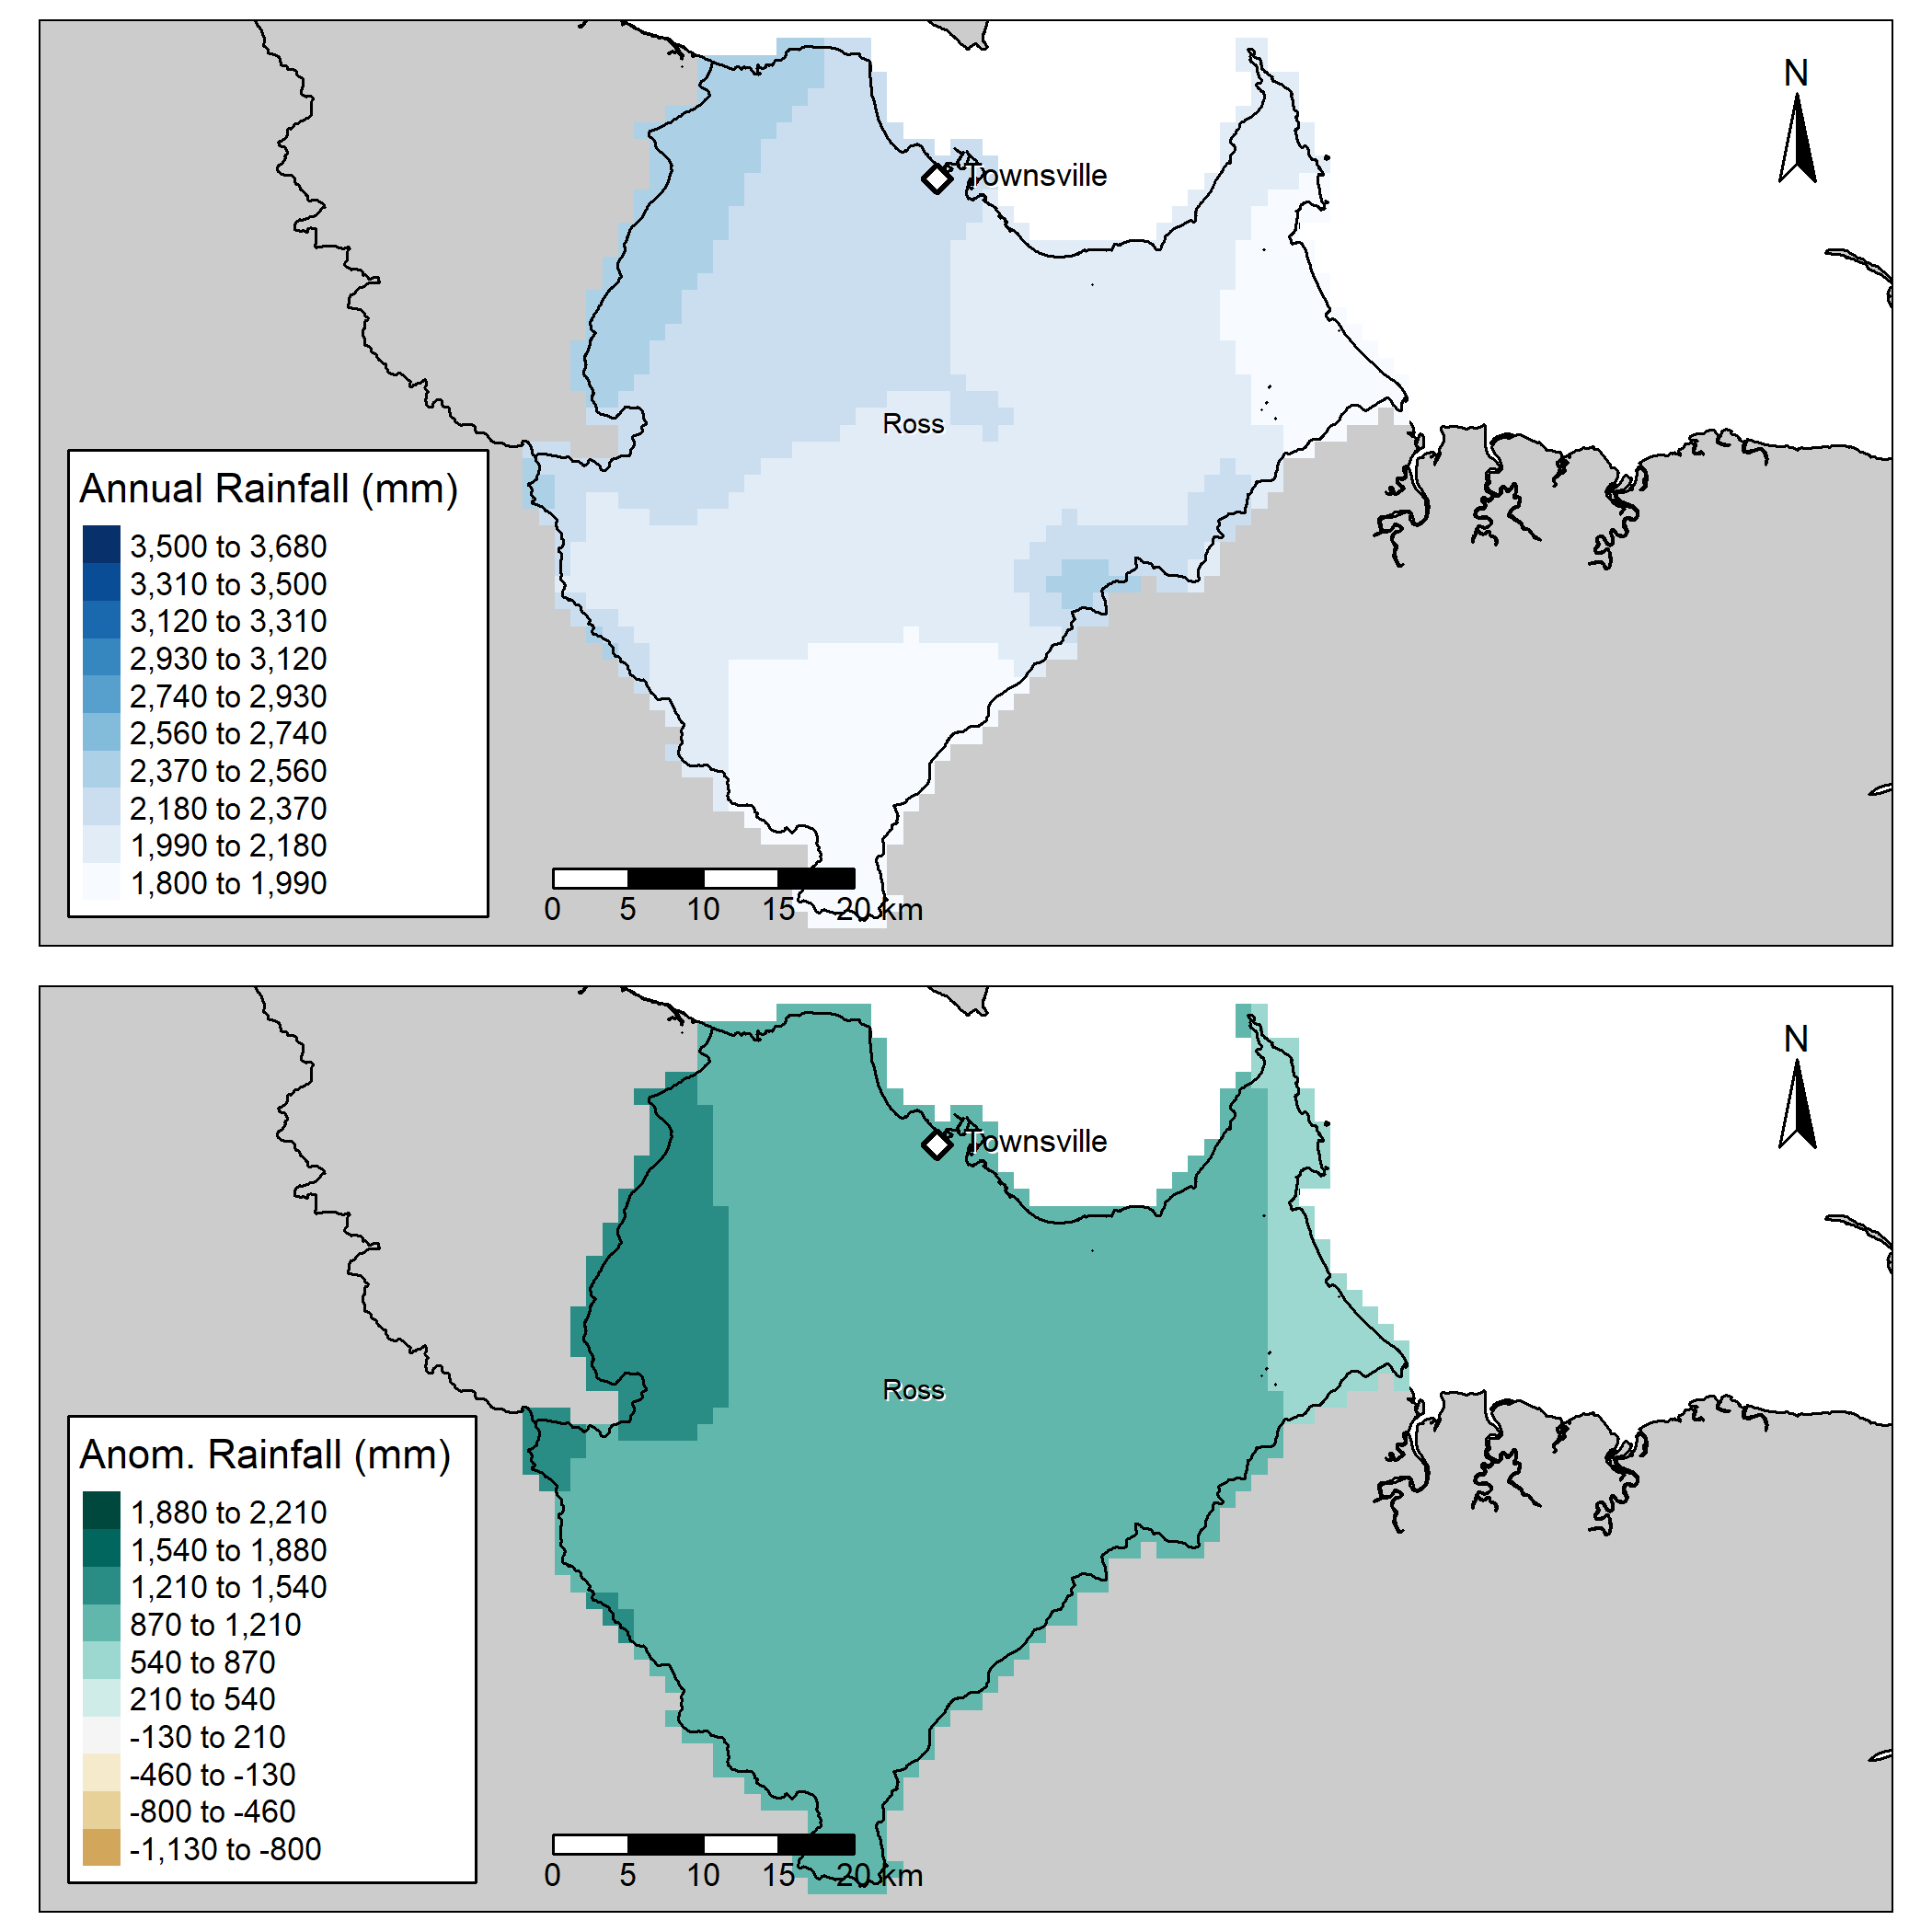 N
Townsville
Ross
Annual Rainfall (mm)
3,500 to 3,680
3,310 to 3,500
3,120 to 3,310
2,930 to 3,120
2,740 to 2,930
2,560 to 2,740
2,370 to 2,560
2,180 to 2,370
1,990 to 2,180
1,800 to 1,990
0 5 10 15 20 km
N
Townsville
Ross
Anom. Rainfall (mm)
1,880 to 2,210
1,540 to 1,880
1,210 to 1,540
870 to 1,210
540 to 870
210 to 540
-130 to 210
-460 to -130
-800 to -460
-1,130 to -800
0 5 10 15 20 km